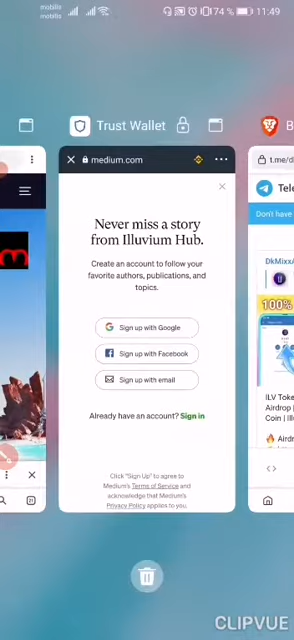 mobilis
mobilis
74 %
11:49
Trust Wallet
B
medium.com
t.me/d
Tele
Don't have
Never miss a story
from Illuvium Hub.
Create an account to follow your
favorite authors, publications, and
topics.
Sign up with Google
Sign up with Facebook
Sign up with email
Already have an account? Sign in
Click "Sign Up" to agree to
Medium's Terms of Service and
acknowledge that Medium's
Privacy Policy applies to you.
DkMixxA
100%
ILV Toke
Airdrop |
Coin | Ill
Airdro
CLIPVUE